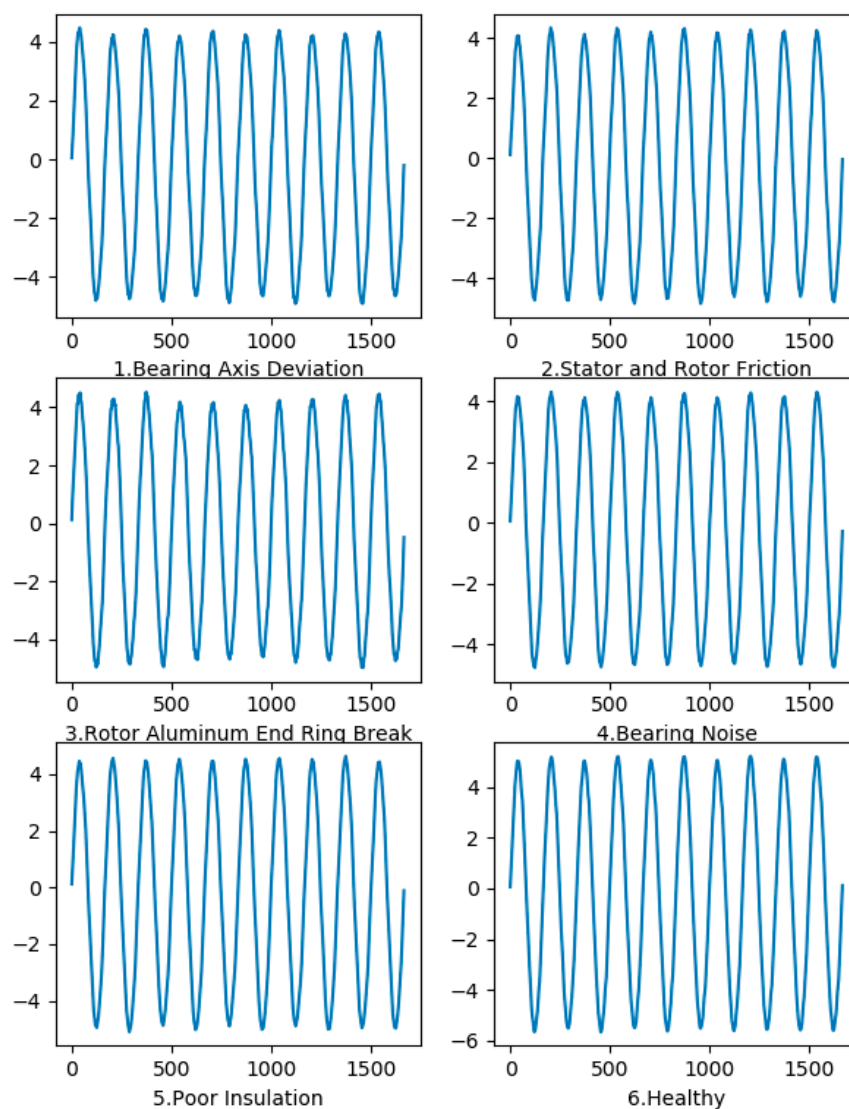 4
2
0
−2
−4
0 500 1000 1500
1.Bearing Axis Deviation
4
2
0
−2
−4
0 500 1000 1500
2.Stator and Rotor Friction
4
2
0
−2
−4
0 500 1000 1500
3.Rotor Aluminum End Ring Break
4
2
0
−2
−4
0 500 1000 1500
4.Bearing Noise
4
2
0
−2
−4
0 500 1000 1500
5.Poor Insulation
4
2
0
−2
−4
−6
0 500 1000 1500
6.Healthy